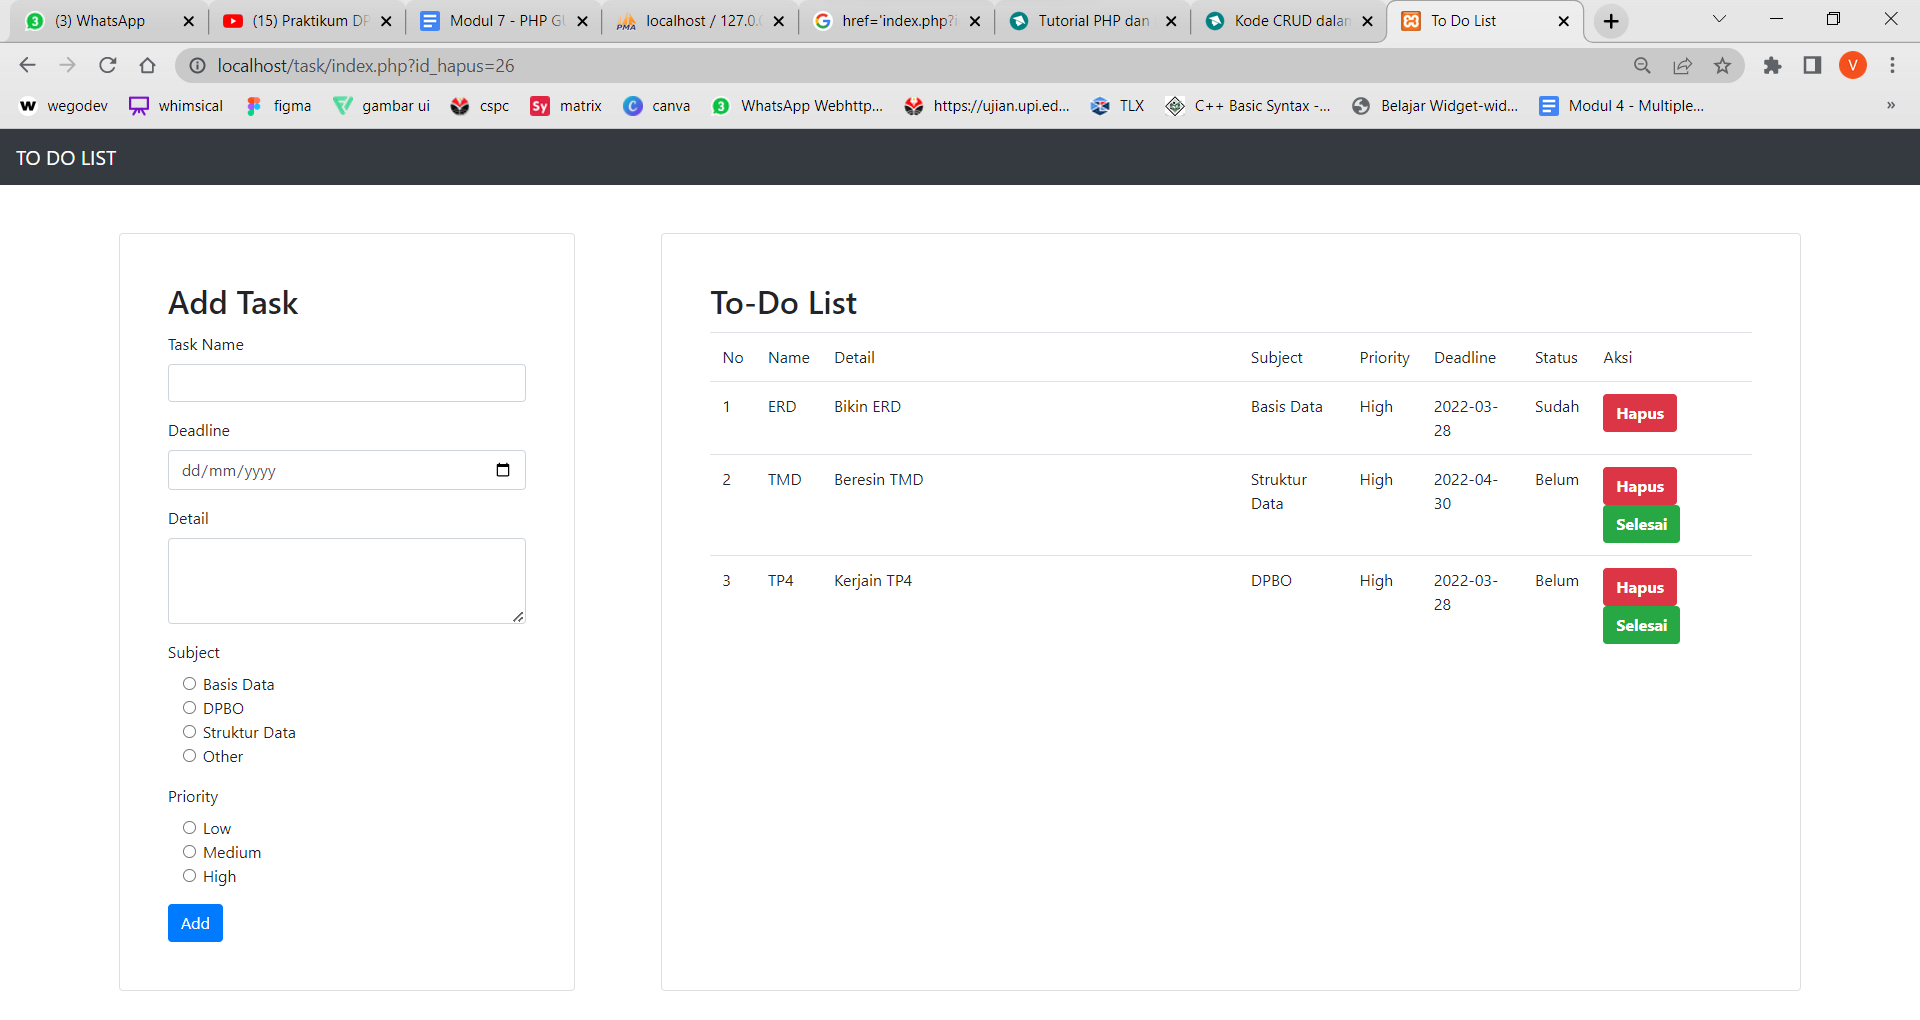 (3) WhatsApp
(15) Praktikum DP
Modul 7 - PHP GU
localhost / 127.0.0
href='index.php?i
Tutorial PHP dan
Kode CRUD dalam
To Do List
localhost/task/index.php?id_hapus=26
V
wegodev
whimsical
figma
gambar ui
cspc
Sy matrix
canva
WhatsApp Webhttp...
https://ujian.upi.ed...
TLX
C++ Basic Syntax -...
Belajar Widget-wid...
Modul 4 - Multiple...
»
TO DO LIST
Add Task
Task Name
Deadline
dd/mm/yyyy
Detail
Subject
Basis Data
DPBO
Struktur Data
Other
Priority
Low
Medium
High
Add
To-Do List
No Name Detail Subject Priority Deadline Status Aksi
1 ERD Bikin ERD Basis Data High 2022-03-28 Sudah Hapus
2 TMD Beresin TMD Struktur Data High 2022-04-30 Belum Hapus Selesai
3 TP4 Kerjain TP4 DPBO High 2022-03-28 Belum Hapus Selesai